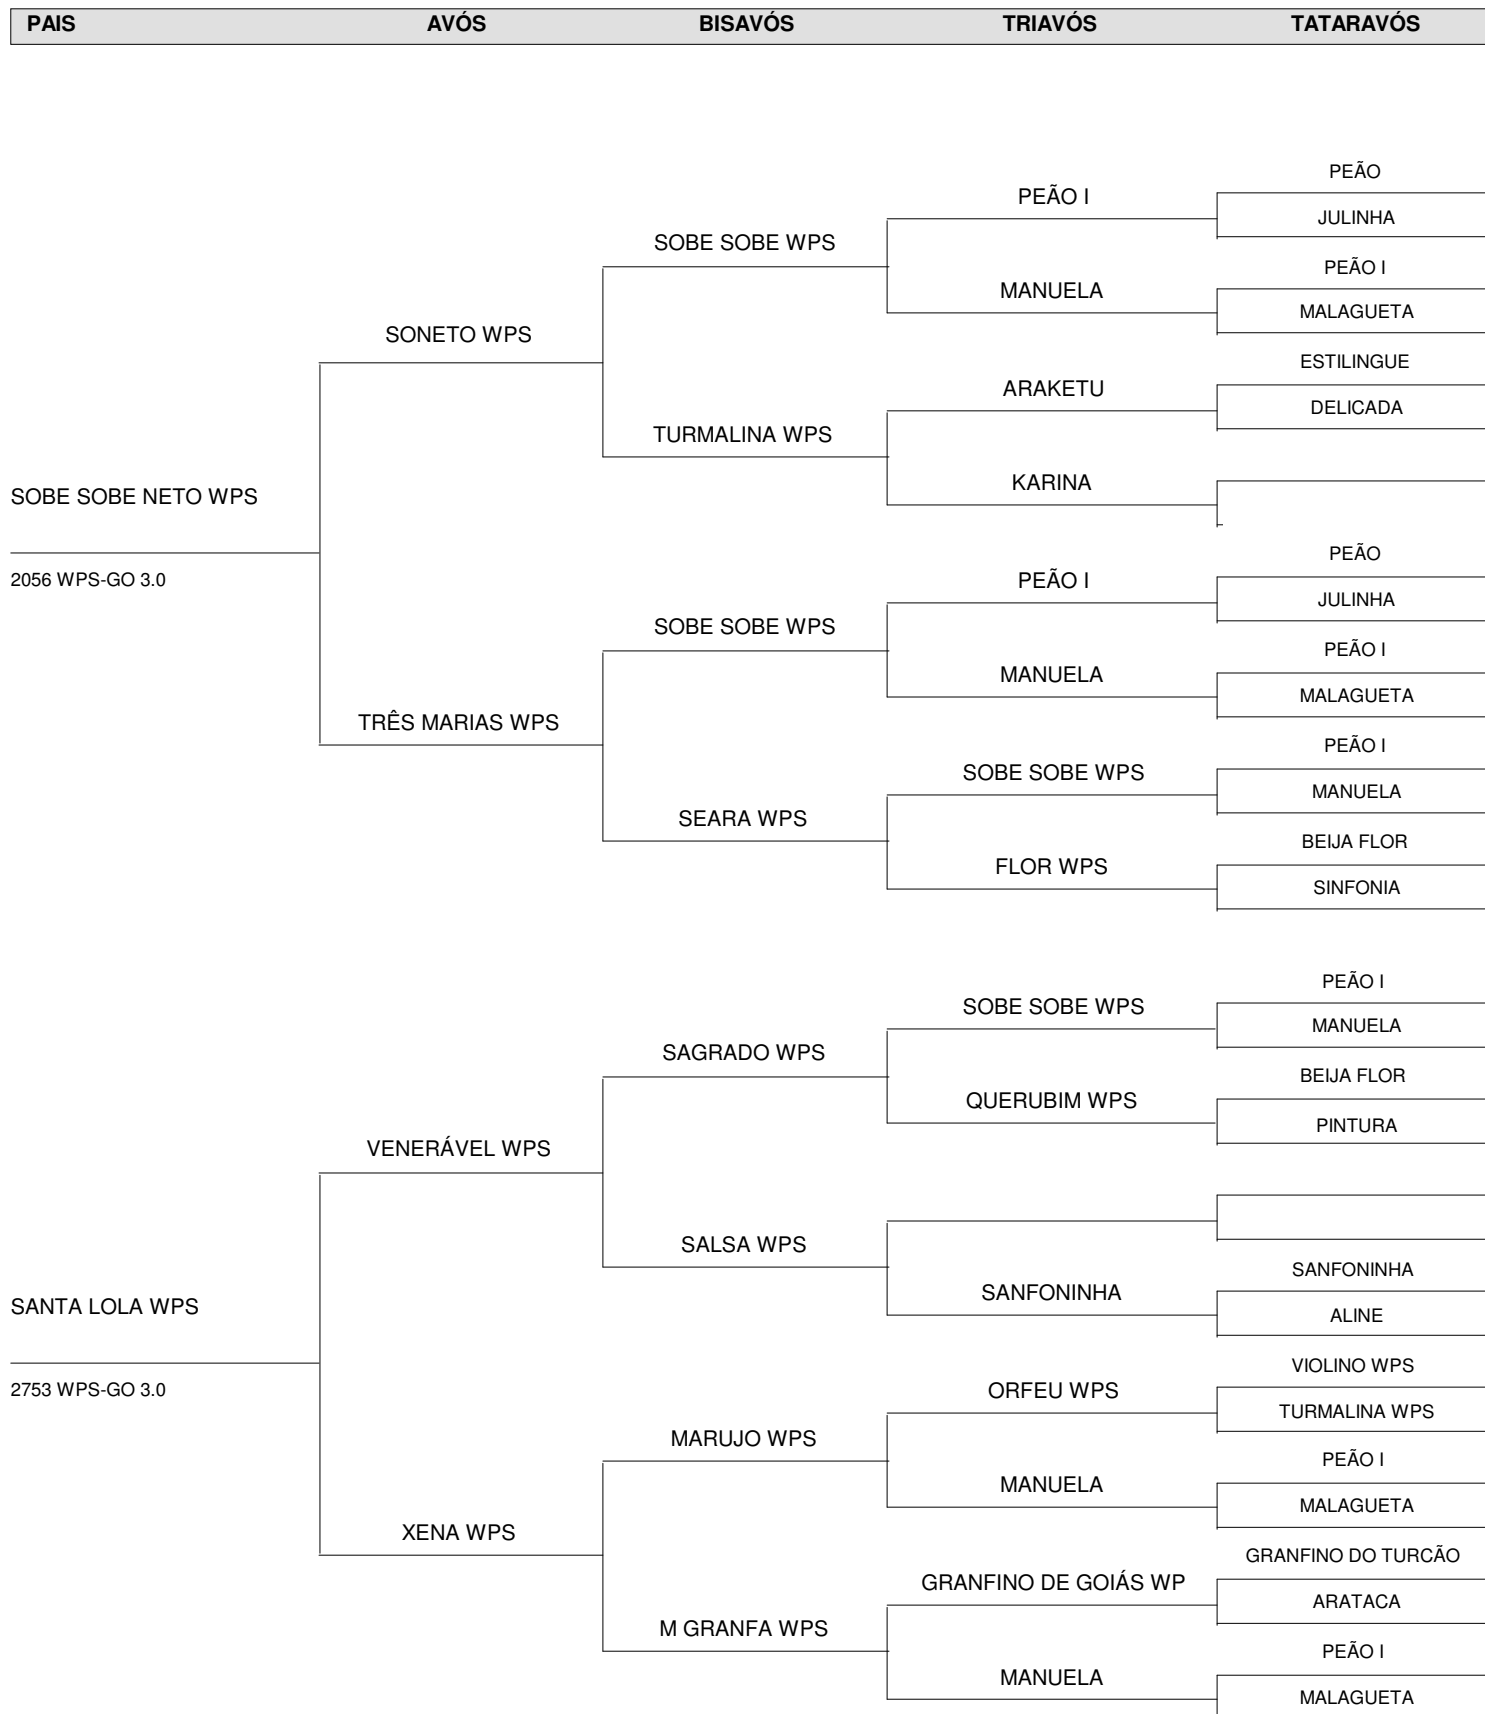 PAIS AVÓS BISAVÓS TRIAVÓS TATARAVÓS
PEÃO
PEÃO I
JULINHA
SOBE SOBE WPS
PEÃO I
MANUELA
MALAGUETA
SONETO WPS
ESTILINGUE
ARAKETU
DELICADA
TURMALINA WPS
KARINA
SOBE SOBE NETO WPS
PEÃO
2056 WPS-GO 3.0
PEÃO I
JULINHA
SOBE SOBE WPS
PEÃO I
MANUELA
MALAGUETA
TRÊS MARIAS WPS
PEÃO I
SOBE SOBE WPS
MANUELA
SEARA WPS
BEIJA FLOR
FLOR WPS
SINFONIA
PEÃO I
SOBE SOBE WPS
MANUELA
SAGRADO WPS
BEIJA FLOR
QUERUBIM WPS
PINTURA
VENERÁVEL WPS
SALSA WPS
SANFONINHA
SANFONINHA
SANTA LOLA WPS
ALINE
VIOLINO WPS
2753 WPS-GO 3.0
ORFEU WPS
TURMALINA WPS
MARUJO WPS
PEÃO I
MANUELA
MALAGUETA
XENA WPS
GRANFINO DO TURCÃO
GRANFINO DE GOIÁS WP
ARATACA
M GRANFA WPS
PEÃO I
MANUELA
MALAGUETA